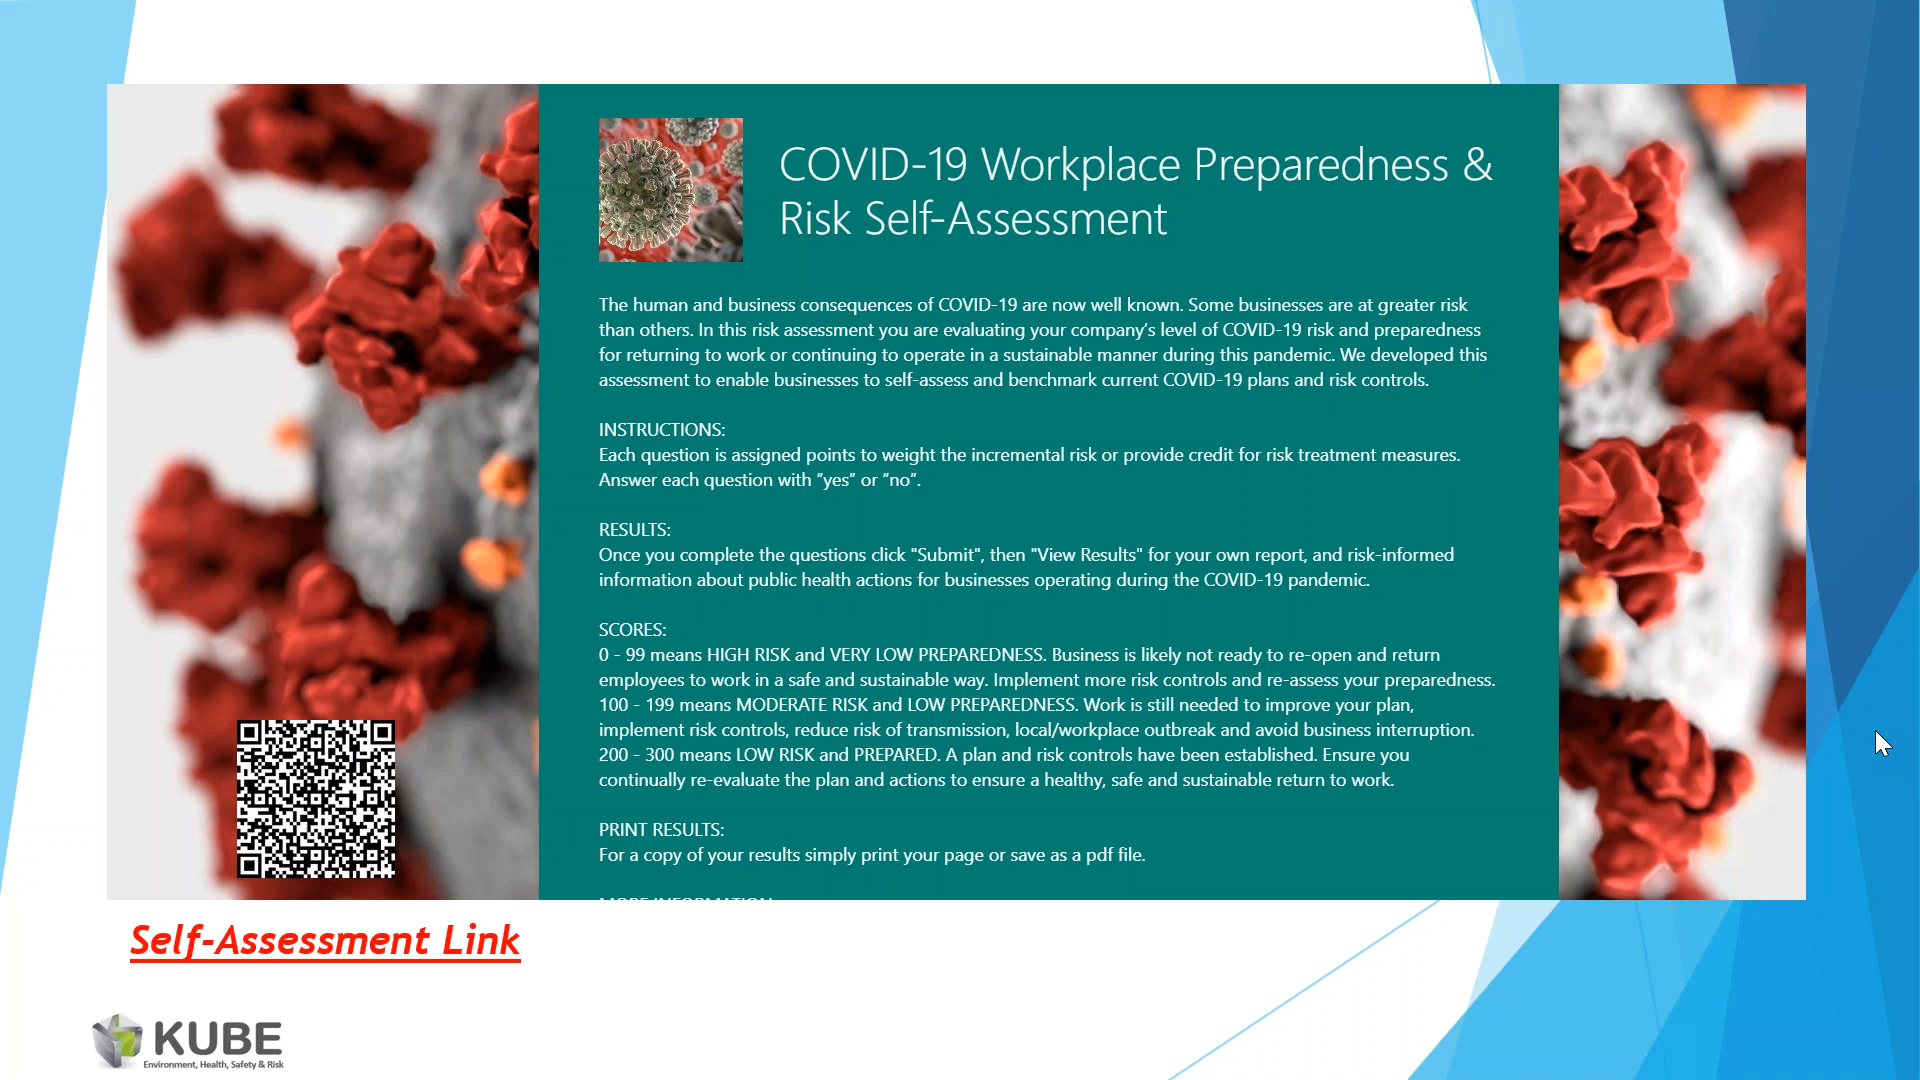 COVID-19 Workplace Preparedness &
Risk Self-Assessment
The human and business consequences of COVID-19 are now well known. Some businesses are at greater risk
than others. In this risk assessment you are evaluating your company’s level of COVID-19 risk and preparedness
for returning to work or continuing to operate in a sustainable manner during this pandemic. We developed this
assessment to enable businesses to self-assess and benchmark current COVID-19 plans and risk controls.
INSTRUCTIONS:
Each question is assigned points to weight the incremental risk or provide credit for risk treatment measures.
Answer each question with “yes” or “no”.
RESULTS:
Once you complete the questions click "Submit", then "View Results" for your own report, and risk-informed
information about public health actions for businesses operating during the COVID-19 pandemic.
SCORES:
0 - 99 means HIGH RISK and VERY LOW PREPAREDNESS. Business is likely not ready to re-open and return
employees to work in a safe and sustainable way. Implement more risk controls and re-assess your preparedness.
100 - 199 means MODERATE RISK and LOW PREPAREDNESS. Work is still needed to improve your plan,
implement risk controls, reduce risk of transmission, local/workplace outbreak and avoid business interruption.
200 - 300 means LOW RISK and PREPARED. A plan and risk controls have been established. Ensure you
continually re-evaluate the plan and actions to ensure a healthy, safe and sustainable return to work.
PRINT RESULTS:
For a copy of your results simply print your page or save as a pdf file.
Self-Assessment Link
KUBE
Environment, Health, Safety & Risk